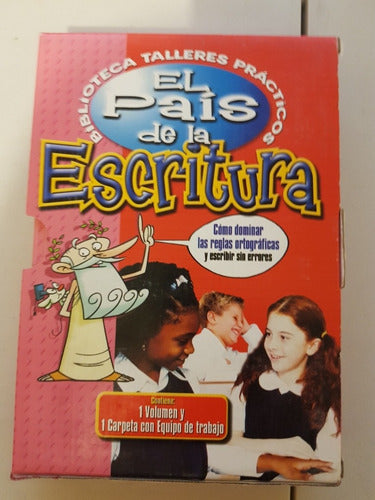 BIBLIOTECA TALLERES PRÁCTICOS
EL
País
de la
Escritura
Cómo dominar
las reglas ortográficas
y escribir sin errores
Contiene:
1 Volumen y
1 Carpeta con Equipo de trabajo